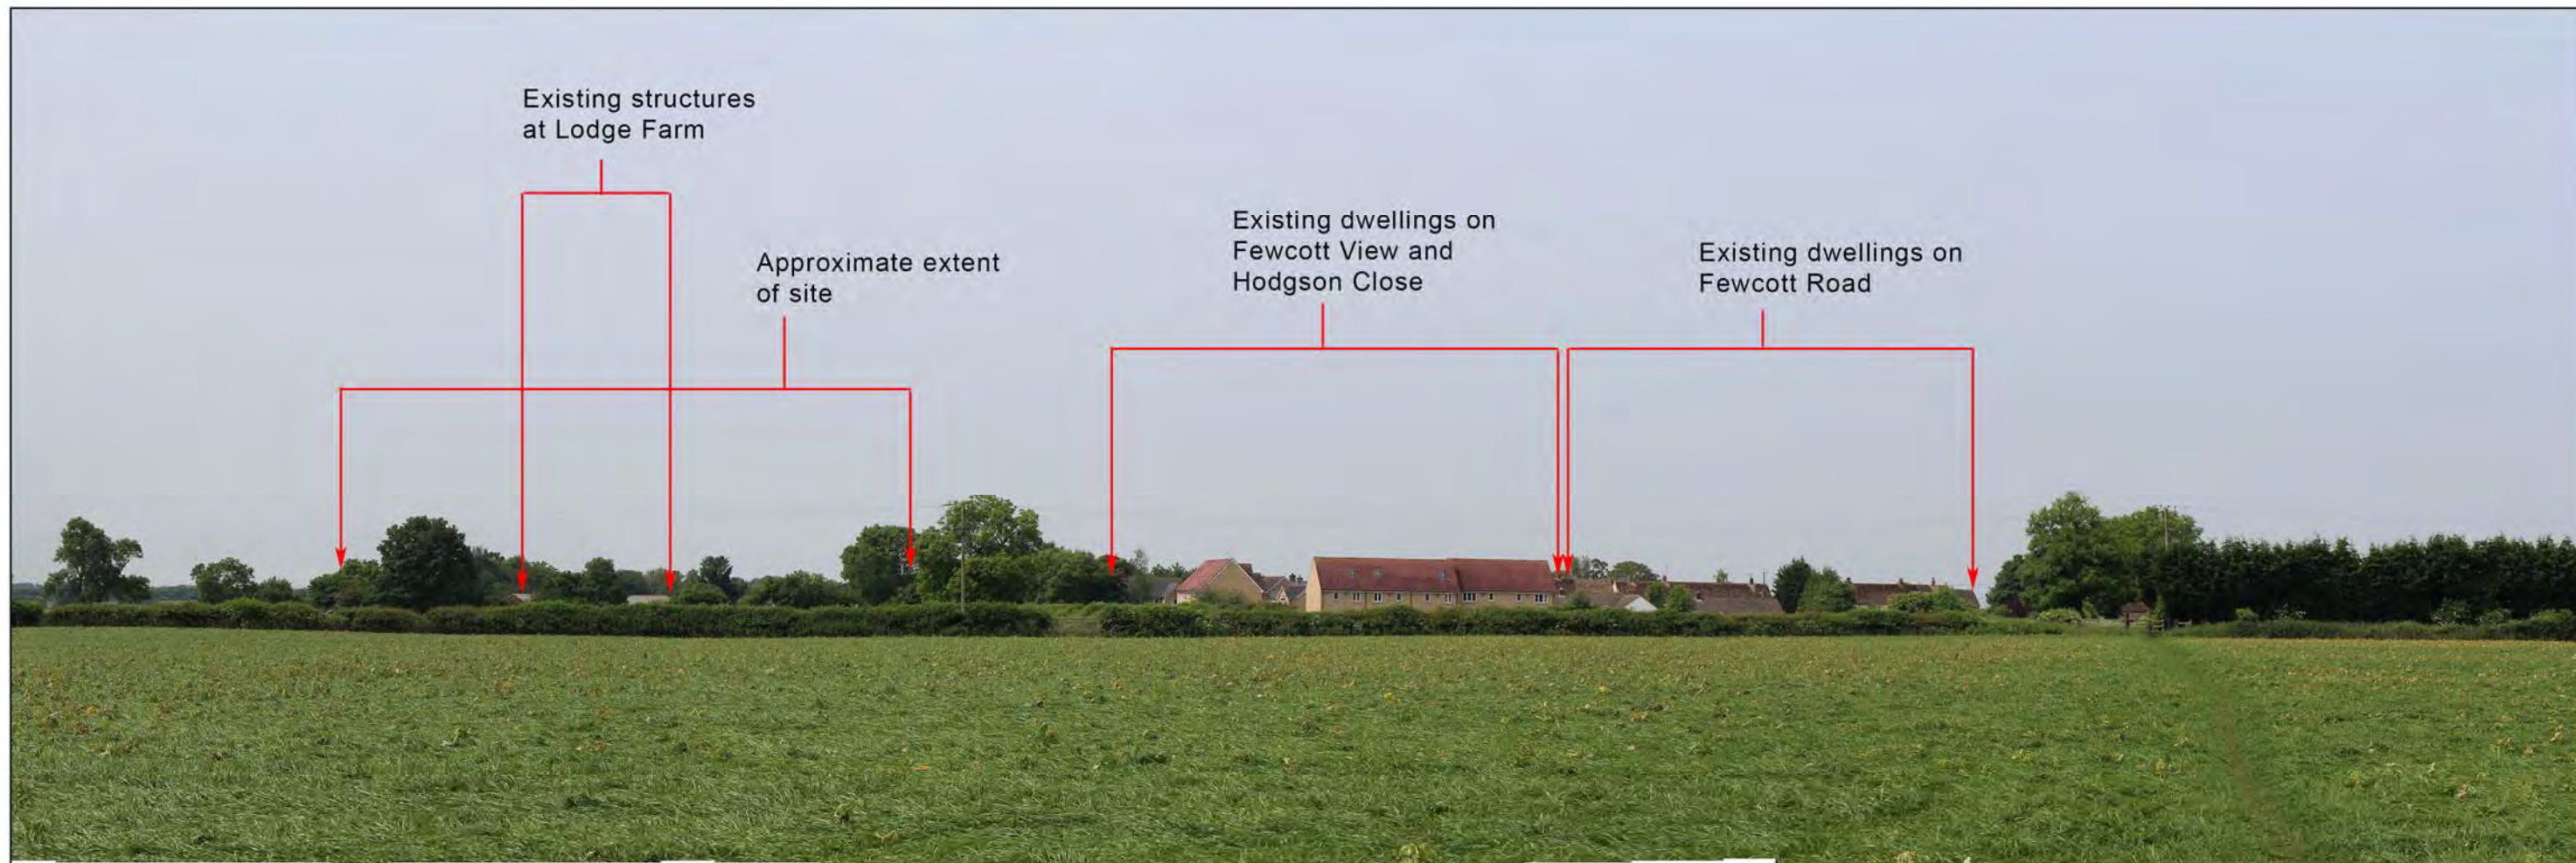 Existing structures
at Lodge Farm
Approximate extent
of site
Existing dwellings on
Fewcott View and
Hodgson Close
Existing dwellings on
Fewcott Road